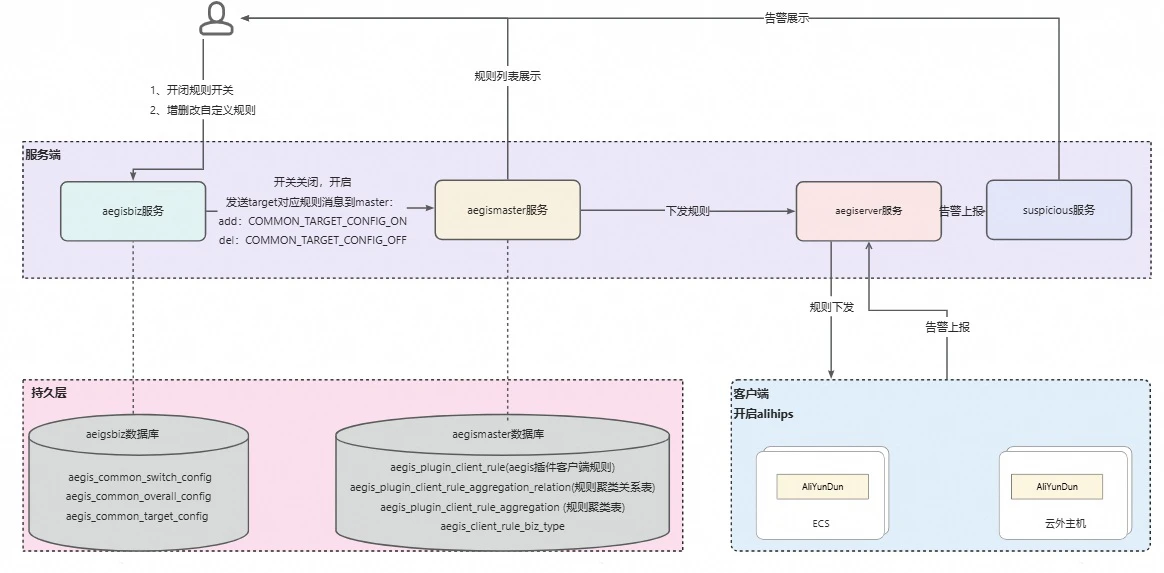 告警展示
规则列表展示
1、开闭规则开关
2、增删改自定义规则
服务端
aegisbiz服务
开关关闭，开启
发送target对应规则消息到master：
add：COMMON_TARGET_CONFIG_ON
del：COMMON_TARGET_CONFIG_OFF
aegismaster服务
下发规则
aegiserver服务
告警上报
suspicious服务
规则下发
告警上报
持久层
aeigsbiz数据库
aegis_common_switch_config
aegis_common_overall_config
aegis_common_target_config
aegismaster数据库
aegis_plugin_client_rule(aegis插件客户端规则)
aegis_plugin_client_rule_aggregation_relation(规则聚类关系表)
aegis_plugin_client_rule_aggregation (规则聚类表)
aegis_client_rule_biz_type
客户端
开启alihips
AliYunDun
ECS
AliYunDun
云外主机